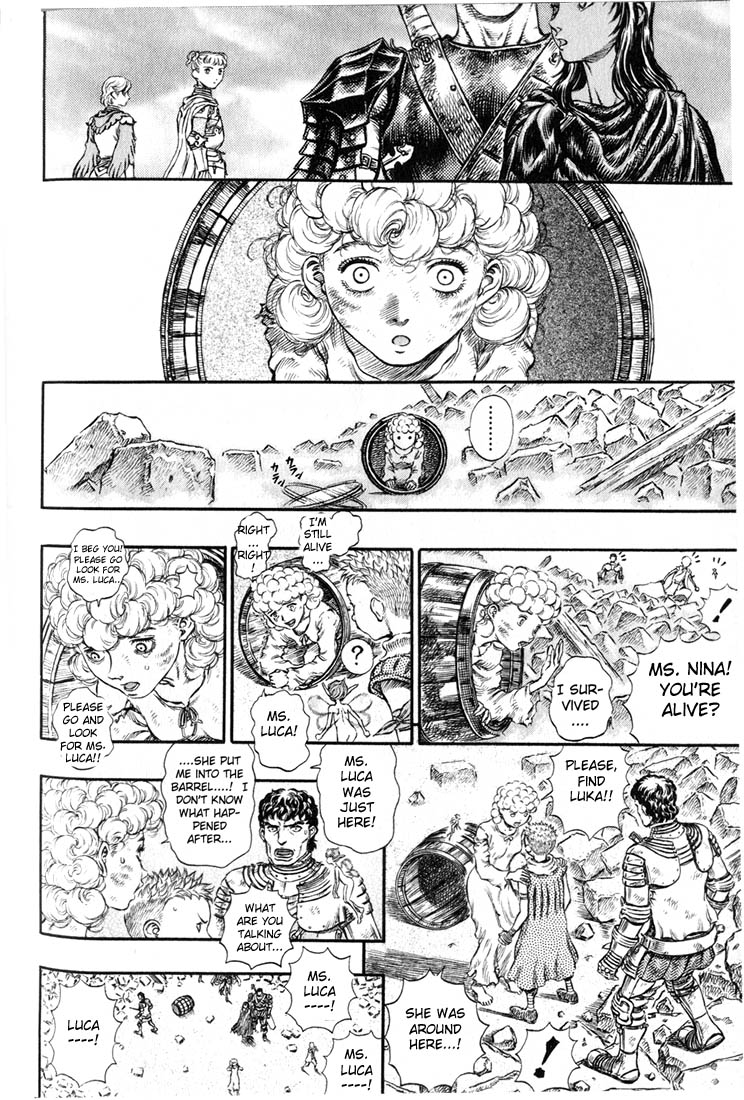 ..........
MS. NINA!
YOU'RE
ALIVE?
!
I SUR-
VIVED
....
I'M
STILL
ALIVE
...
RIGHT
...
RIGHT
!
?
MS.
LUCA!
I BEG YOU!
PLEASE GO
LOOK FOR
MS. LUCA..
PLEASE
GO AND
LOOK
FOR MS.
LUCA!!
PLEASE,
FIND
LUKA!!
SHE WAS
AROUND
HERE...!
!
MS.
LUCA
WAS
JUST
HERE!
....SHE PUT
ME INTO THE
BARREL....! I
DON'T KNOW
WHAT HAP-
PENED
AFTER...
WHAT
ARE YOU
TALKING
ABOUT...
MS.
LUCA
----!
MS.
LUCA
----!
LUCA
----!